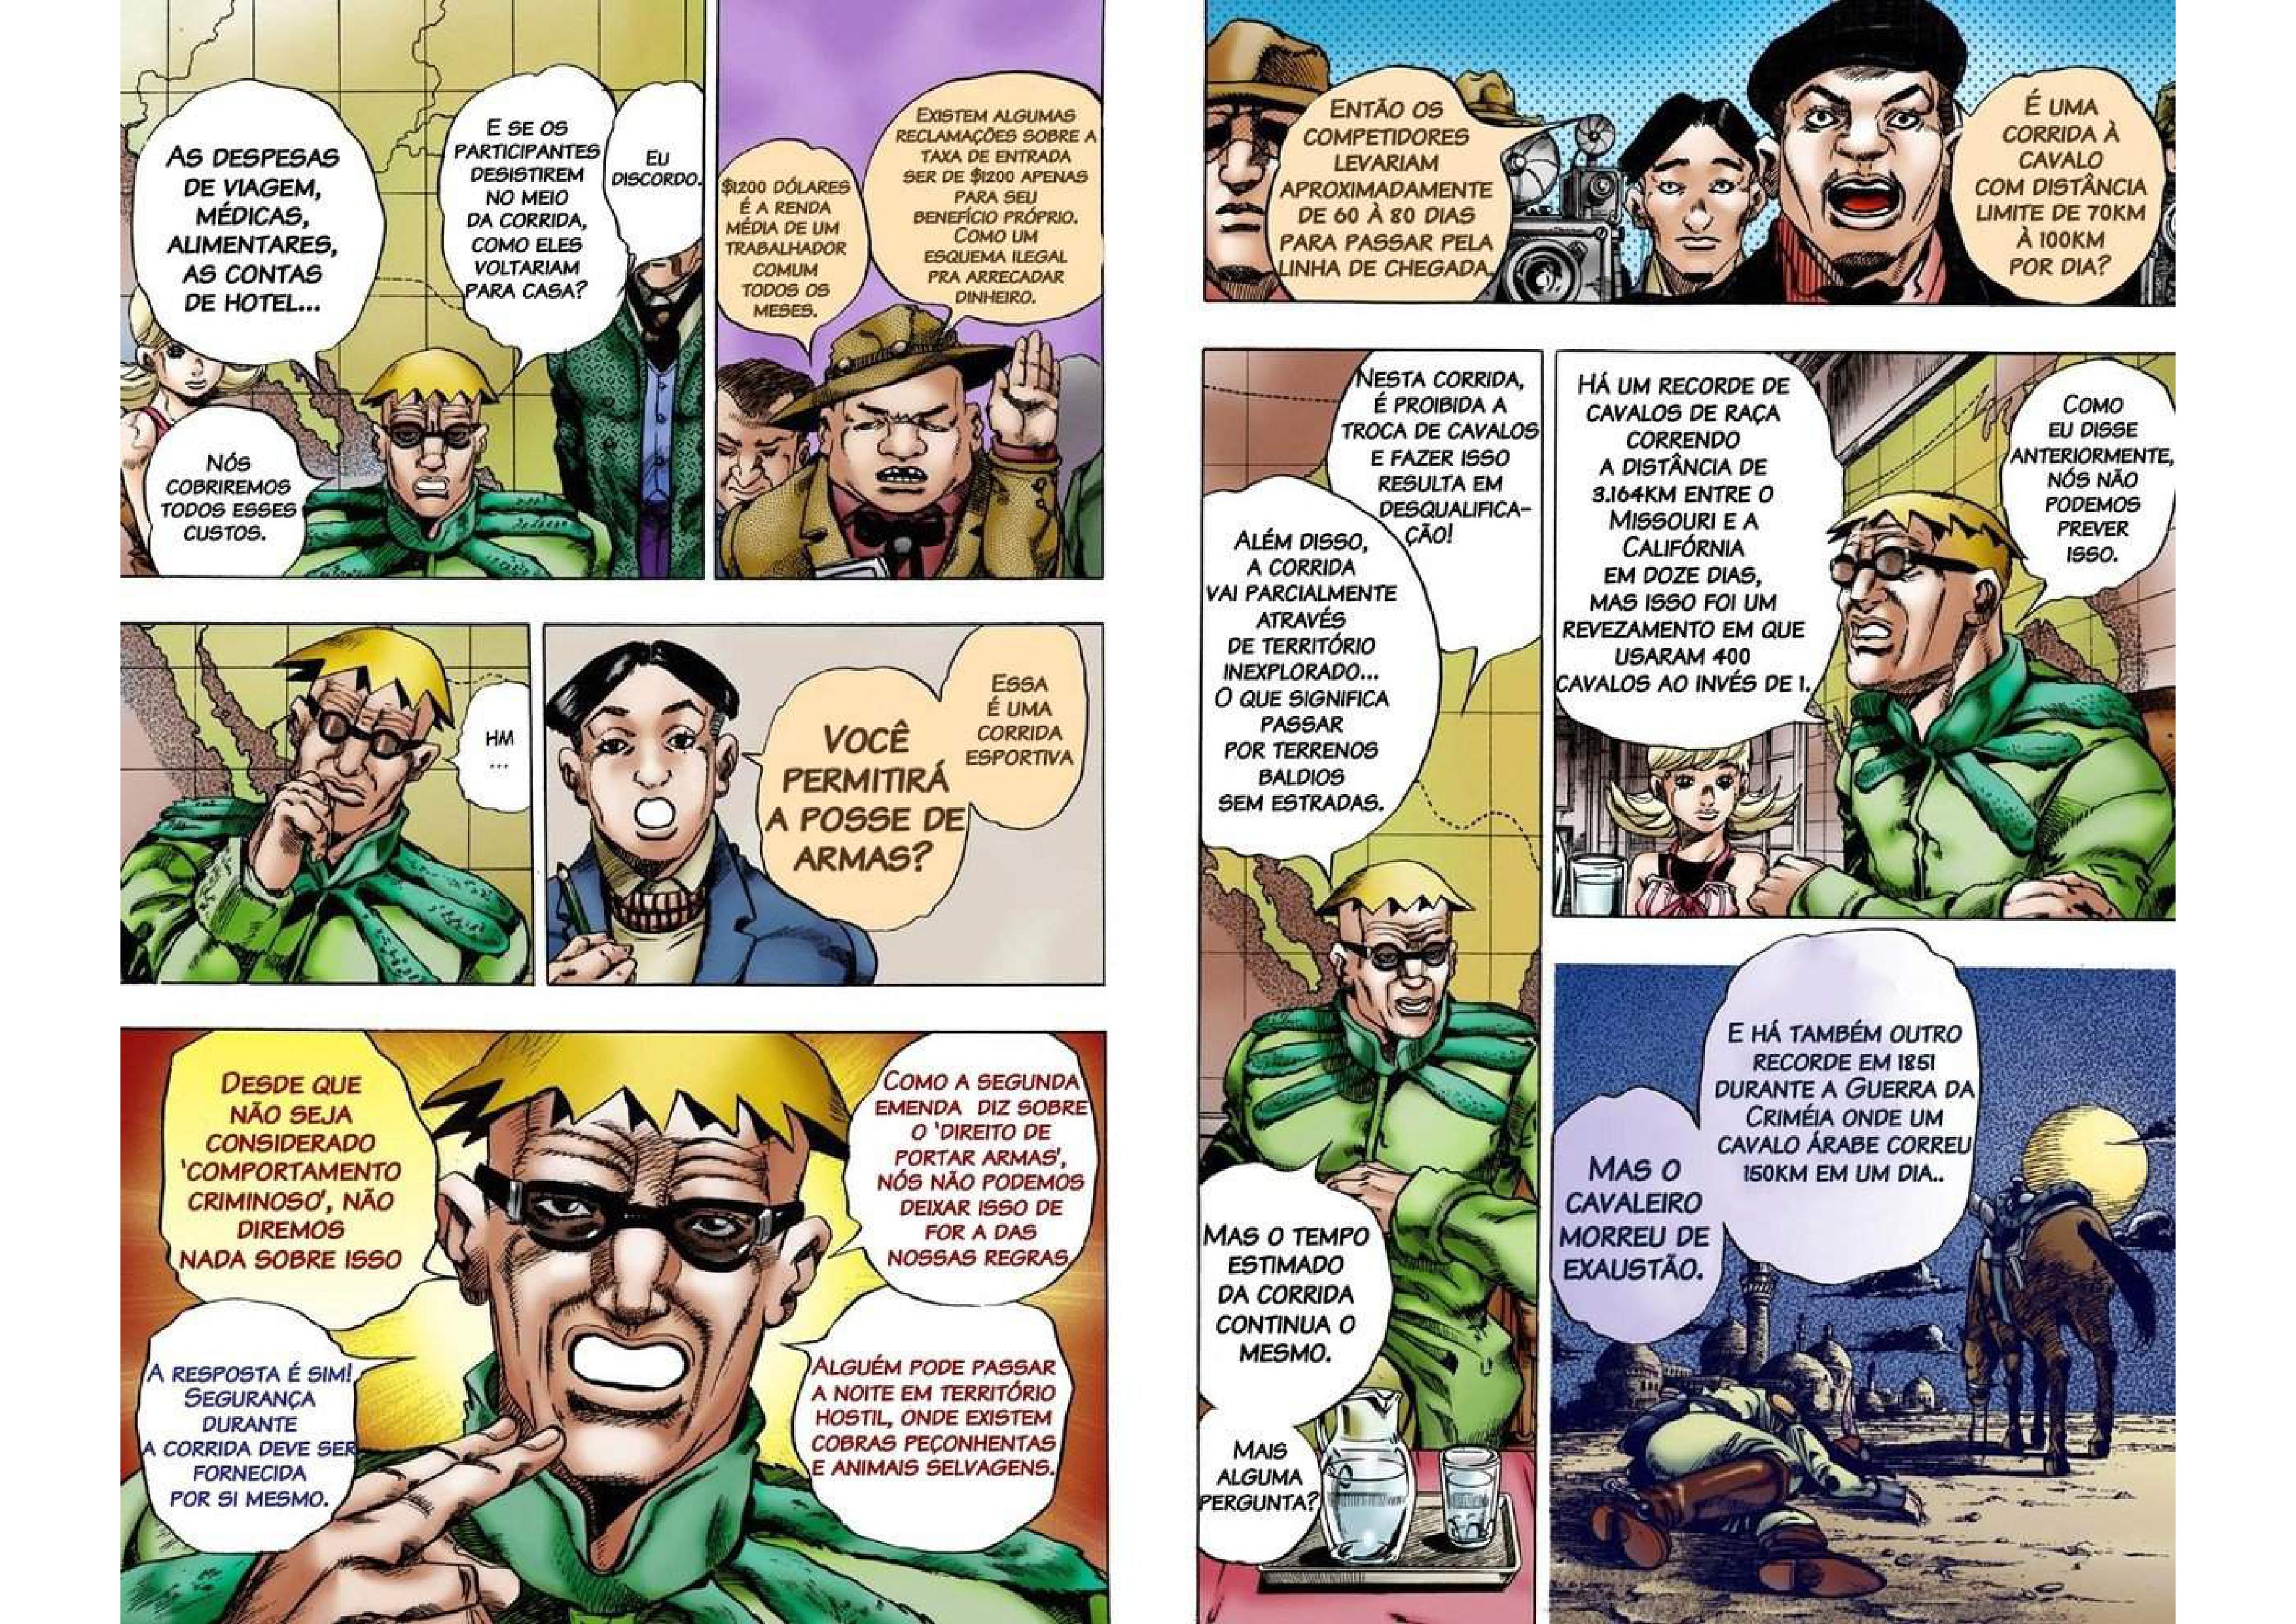 É UMA
CORRIDA À
CAVALO
COM DISTÂNCIA
LIMITE DE 70KM
À 100KM
POR DIA?
ENTÃO OS
COMPETIDORES
LEVARIAM
APROXIMADAMENTE
DE 60 À 80 DIAS
PARA PASSAR PELA
LINHA DE CHEGADA.
COMO
EU DISSE
ANTERIORMENTE,
NÓS NÃO
PODEMOS
PREVER
ISSO.
HÁ UM RECORDE DE
CAVALOS DE RAÇA
CORRENDO
A DISTÂNCIA DE
3.164KM ENTRE O
MISSOURI E A
CALIFÓRNIA
EM DOZE DIAS,
MAS ISSO FOI UM
REVEZAMENTO EM QUE
USARAM 400
CAVALOS AO INVÉS DE 1.
E HÁ TAMBÉM OUTRO
RECORDE EM 1851
DURANTE A GUERRA DA
CRIMÉIA ONDE UM
CAVALO ÁRABE CORREU
150KM EM UM DIA..
MAS O
CAVALEIRO
MORREU DE
EXAUSTÃO.
NESTA CORRIDA,
É PROIBIDA A
TROCA DE CAVALOS
E FAZER ISSO
RESULTA EM
DESQUALIFICA-
ÇÃO!
ALÉM DISSO,
A CORRIDA
VAI PARCIALMENTE
ATRAVÉS
DE TERRITÓRIO
INEXPLORADO...
O QUE SIGNIFICA
PASSAR
POR TERRENOS
BALDIOS
SEM ESTRADAS.
MAS O TEMPO
ESTIMADO
DA CORRIDA
CONTINUA O
MESMO.
MAIS
ALGUMA
PERGUNTA?
EXISTEM ALGUMAS
RECLAMAÇÕES SOBRE A
TAXA DE ENTRADA
SER DE $1200 APENAS
PARA SEU
BENEFÍCIO PRÓPRIO.
COMO UM
ESQUEMA ILEGAL
PRA ARRECADAR
DINHEIRO.
$1200 DÓLARES
É A RENDA
MÉDIA DE UM
TRABALHADOR
COMUM
TODOS OS
MESES.
EU
DISCORDO.
E SE OS
PARTICIPANTES
DESISTIREM
NO MEIO
DA CORRIDA,
COMO ELES
VOLTARIAM
PARA CASA?
AS DESPESAS
DE VIAGEM,
MÉDICAS,
ALIMENTARES,
AS CONTAS
DE HOTEL...
NÓS
COBRIREMOS
TODOS ESSES
CUSTOS.
ESSA
É UMA
CORRIDA
ESPORTIVA
VOCÊ
PERMITIRÁ
A POSSE DE
ARMAS?
HM
...
COMO A SEGUNDA
EMENDA DIZ SOBRE
O 'DIREITO DE
PORTAR ARMAS',
NÓS NÃO PODEMOS
DEIXAR ISSO DE
FOR A DAS
NOSSAS REGRAS.
ALGUÉM PODE PASSAR
A NOITE EM TERRITÓRIO
HOSTIL, ONDE EXISTEM
COBRAS PEÇONHENTAS
E ANIMAIS SELVAGENS.
DESDE QUE
NÃO SEJA
CONSIDERADO
'COMPORTAMENTO
CRIMINOSO', NÃO
DIREMOS
NADA SOBRE ISSO
A RESPOSTA É SIM!
SEGURANÇA
DURANTE
A CORRIDA DEVE SER
FORNECIDA
POR SI MESMO.